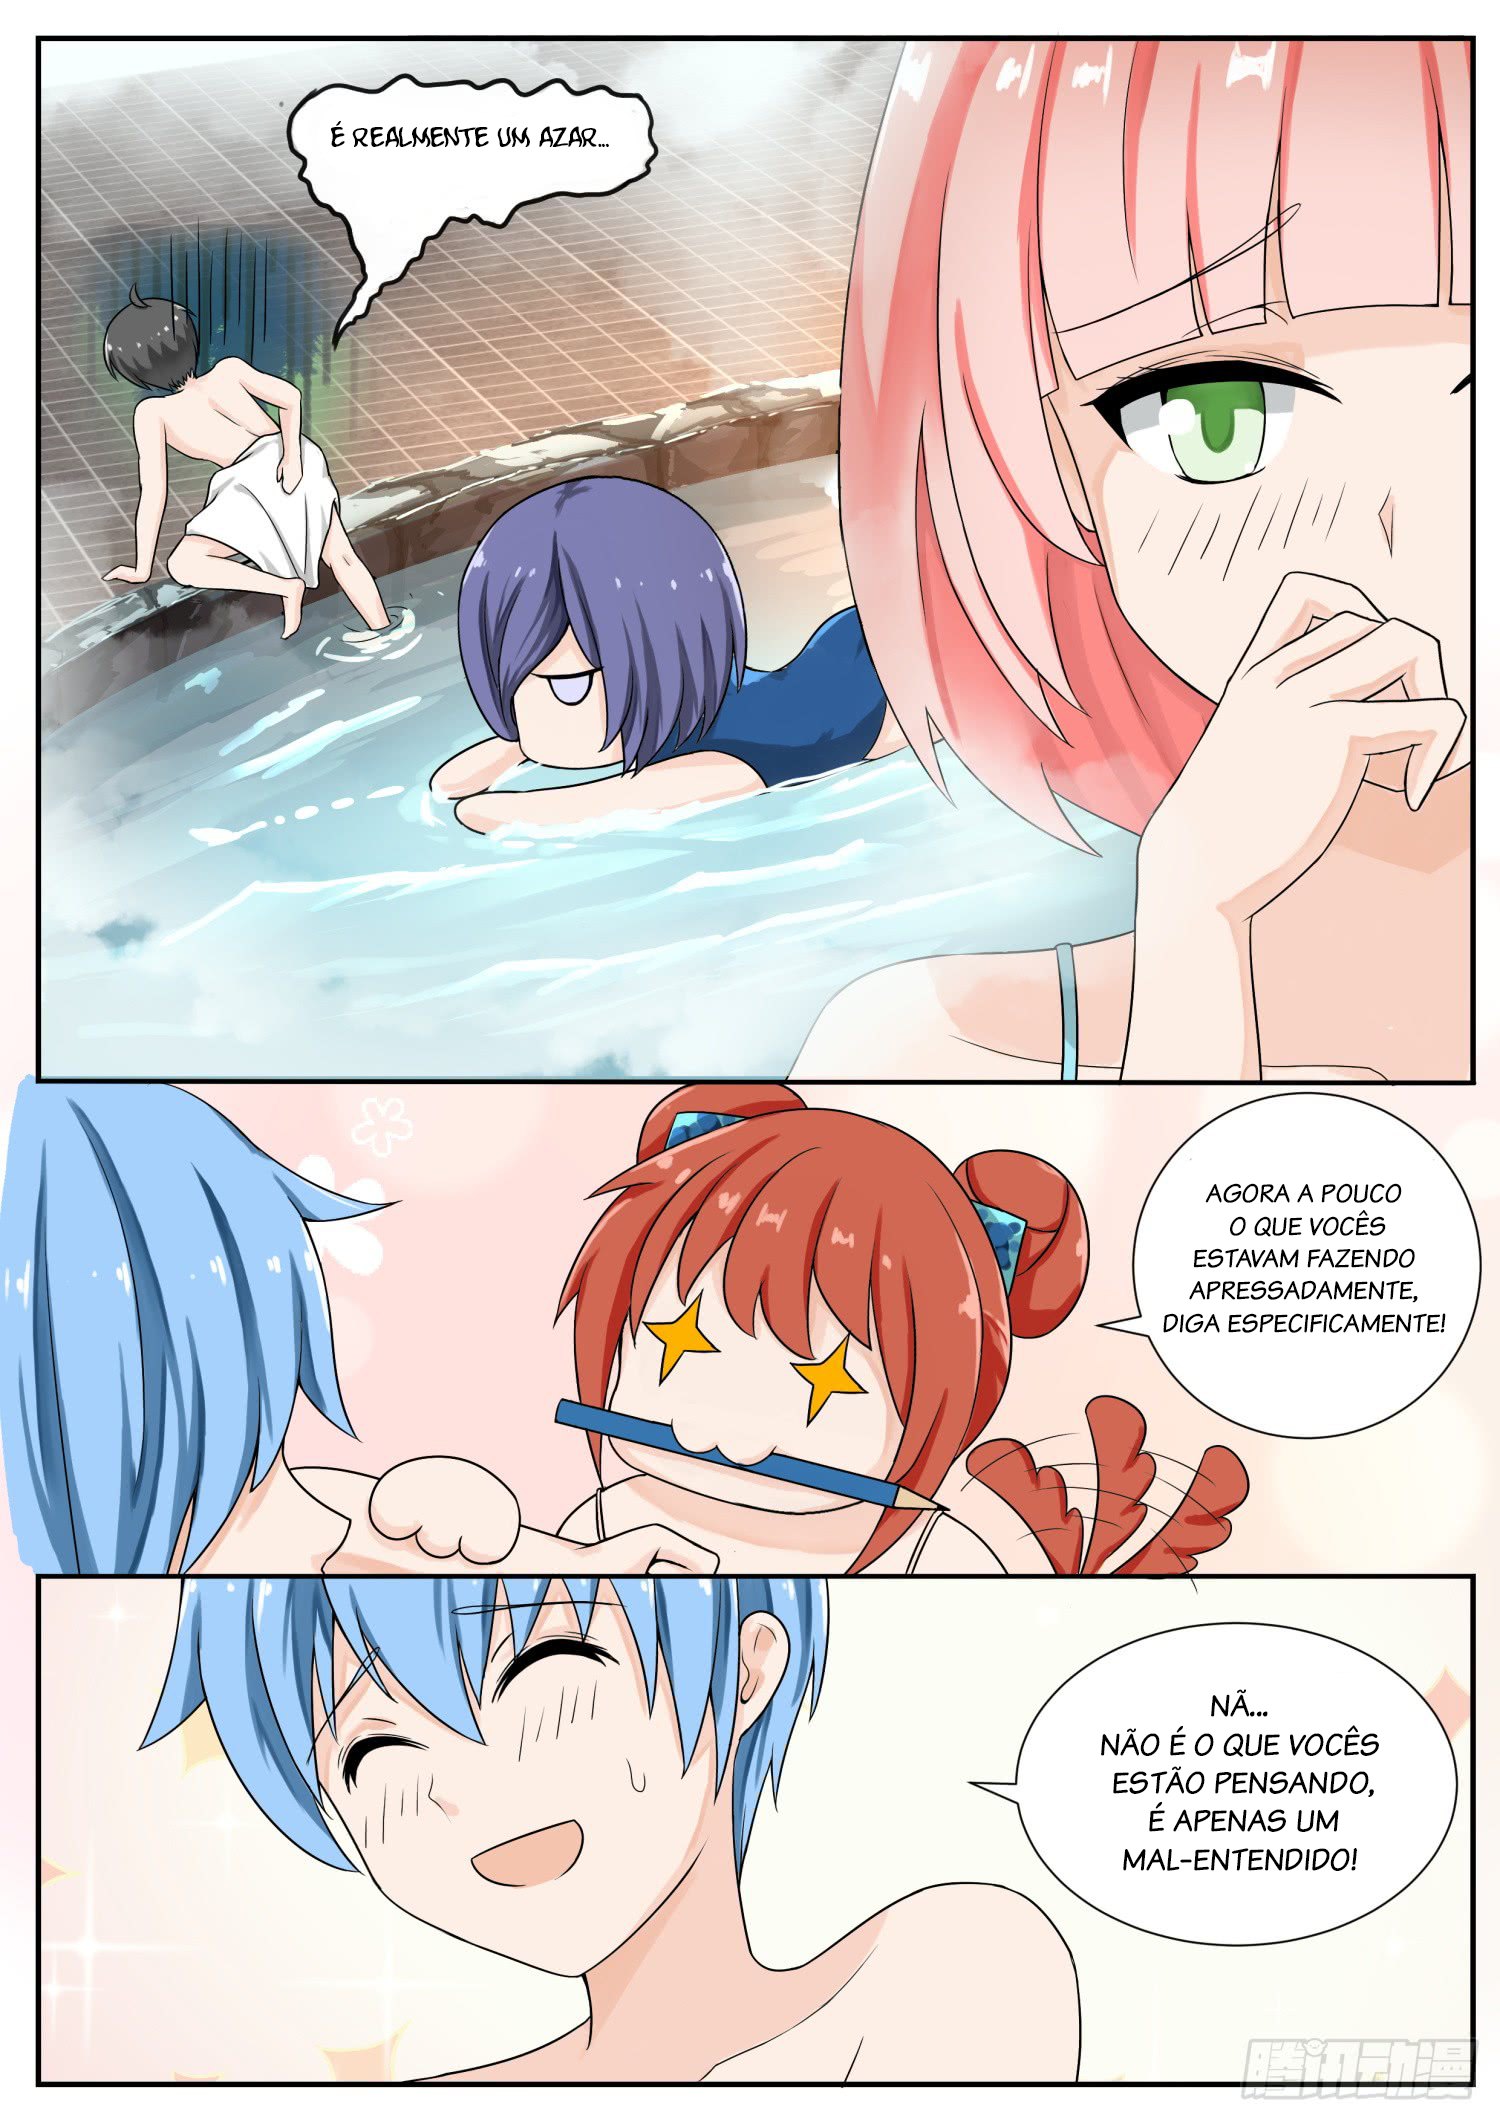 É REALMENTE UM AZAR...
AGORA A POUCO
O QUE VOCÊS
ESTAVAM FAZENDO
APRESSADAMENTE,
DIGA ESPECIFICAMENTE!
NÃ...
NÃO É O QUE VOCÊS
ESTÃO PENSANDO,
É APENAS UM
MAL-ENTENDIDO!
腾讯动漫